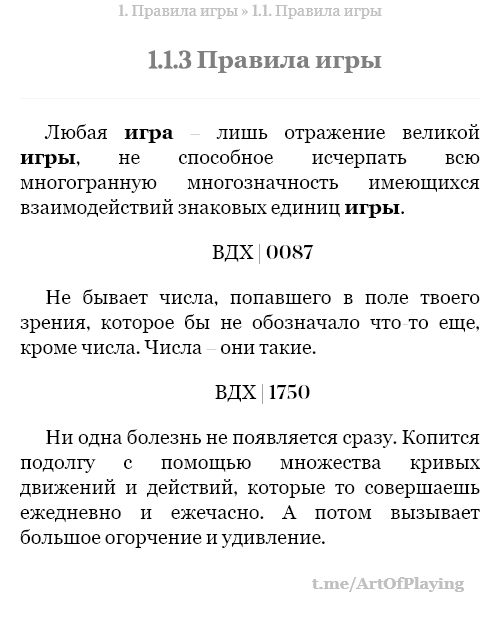 1. Правила игры » 1.1. Правила игры
1.1.3 Правила игры
Любая игра – лишь отражение великой
игры, не способное исчерпать всю
многогранную многозначность имеющихся
взаимодействий знаковых единиц игры.
ВДХ | 0087
Не бывает числа, попавшего в поле твоего
зрения, которое бы не обозначало что-то еще,
кроме числа. Числа – они такие.
ВДХ | 1750
Ни одна болезнь не появляется сразу. Копится
подолгу с помощью множества кривых
движений и действий, которые то совершаешь
ежедневно и ежечасно. А потом вызывает
большое огорчение и удивление.
t.me/ArtOfPlaying